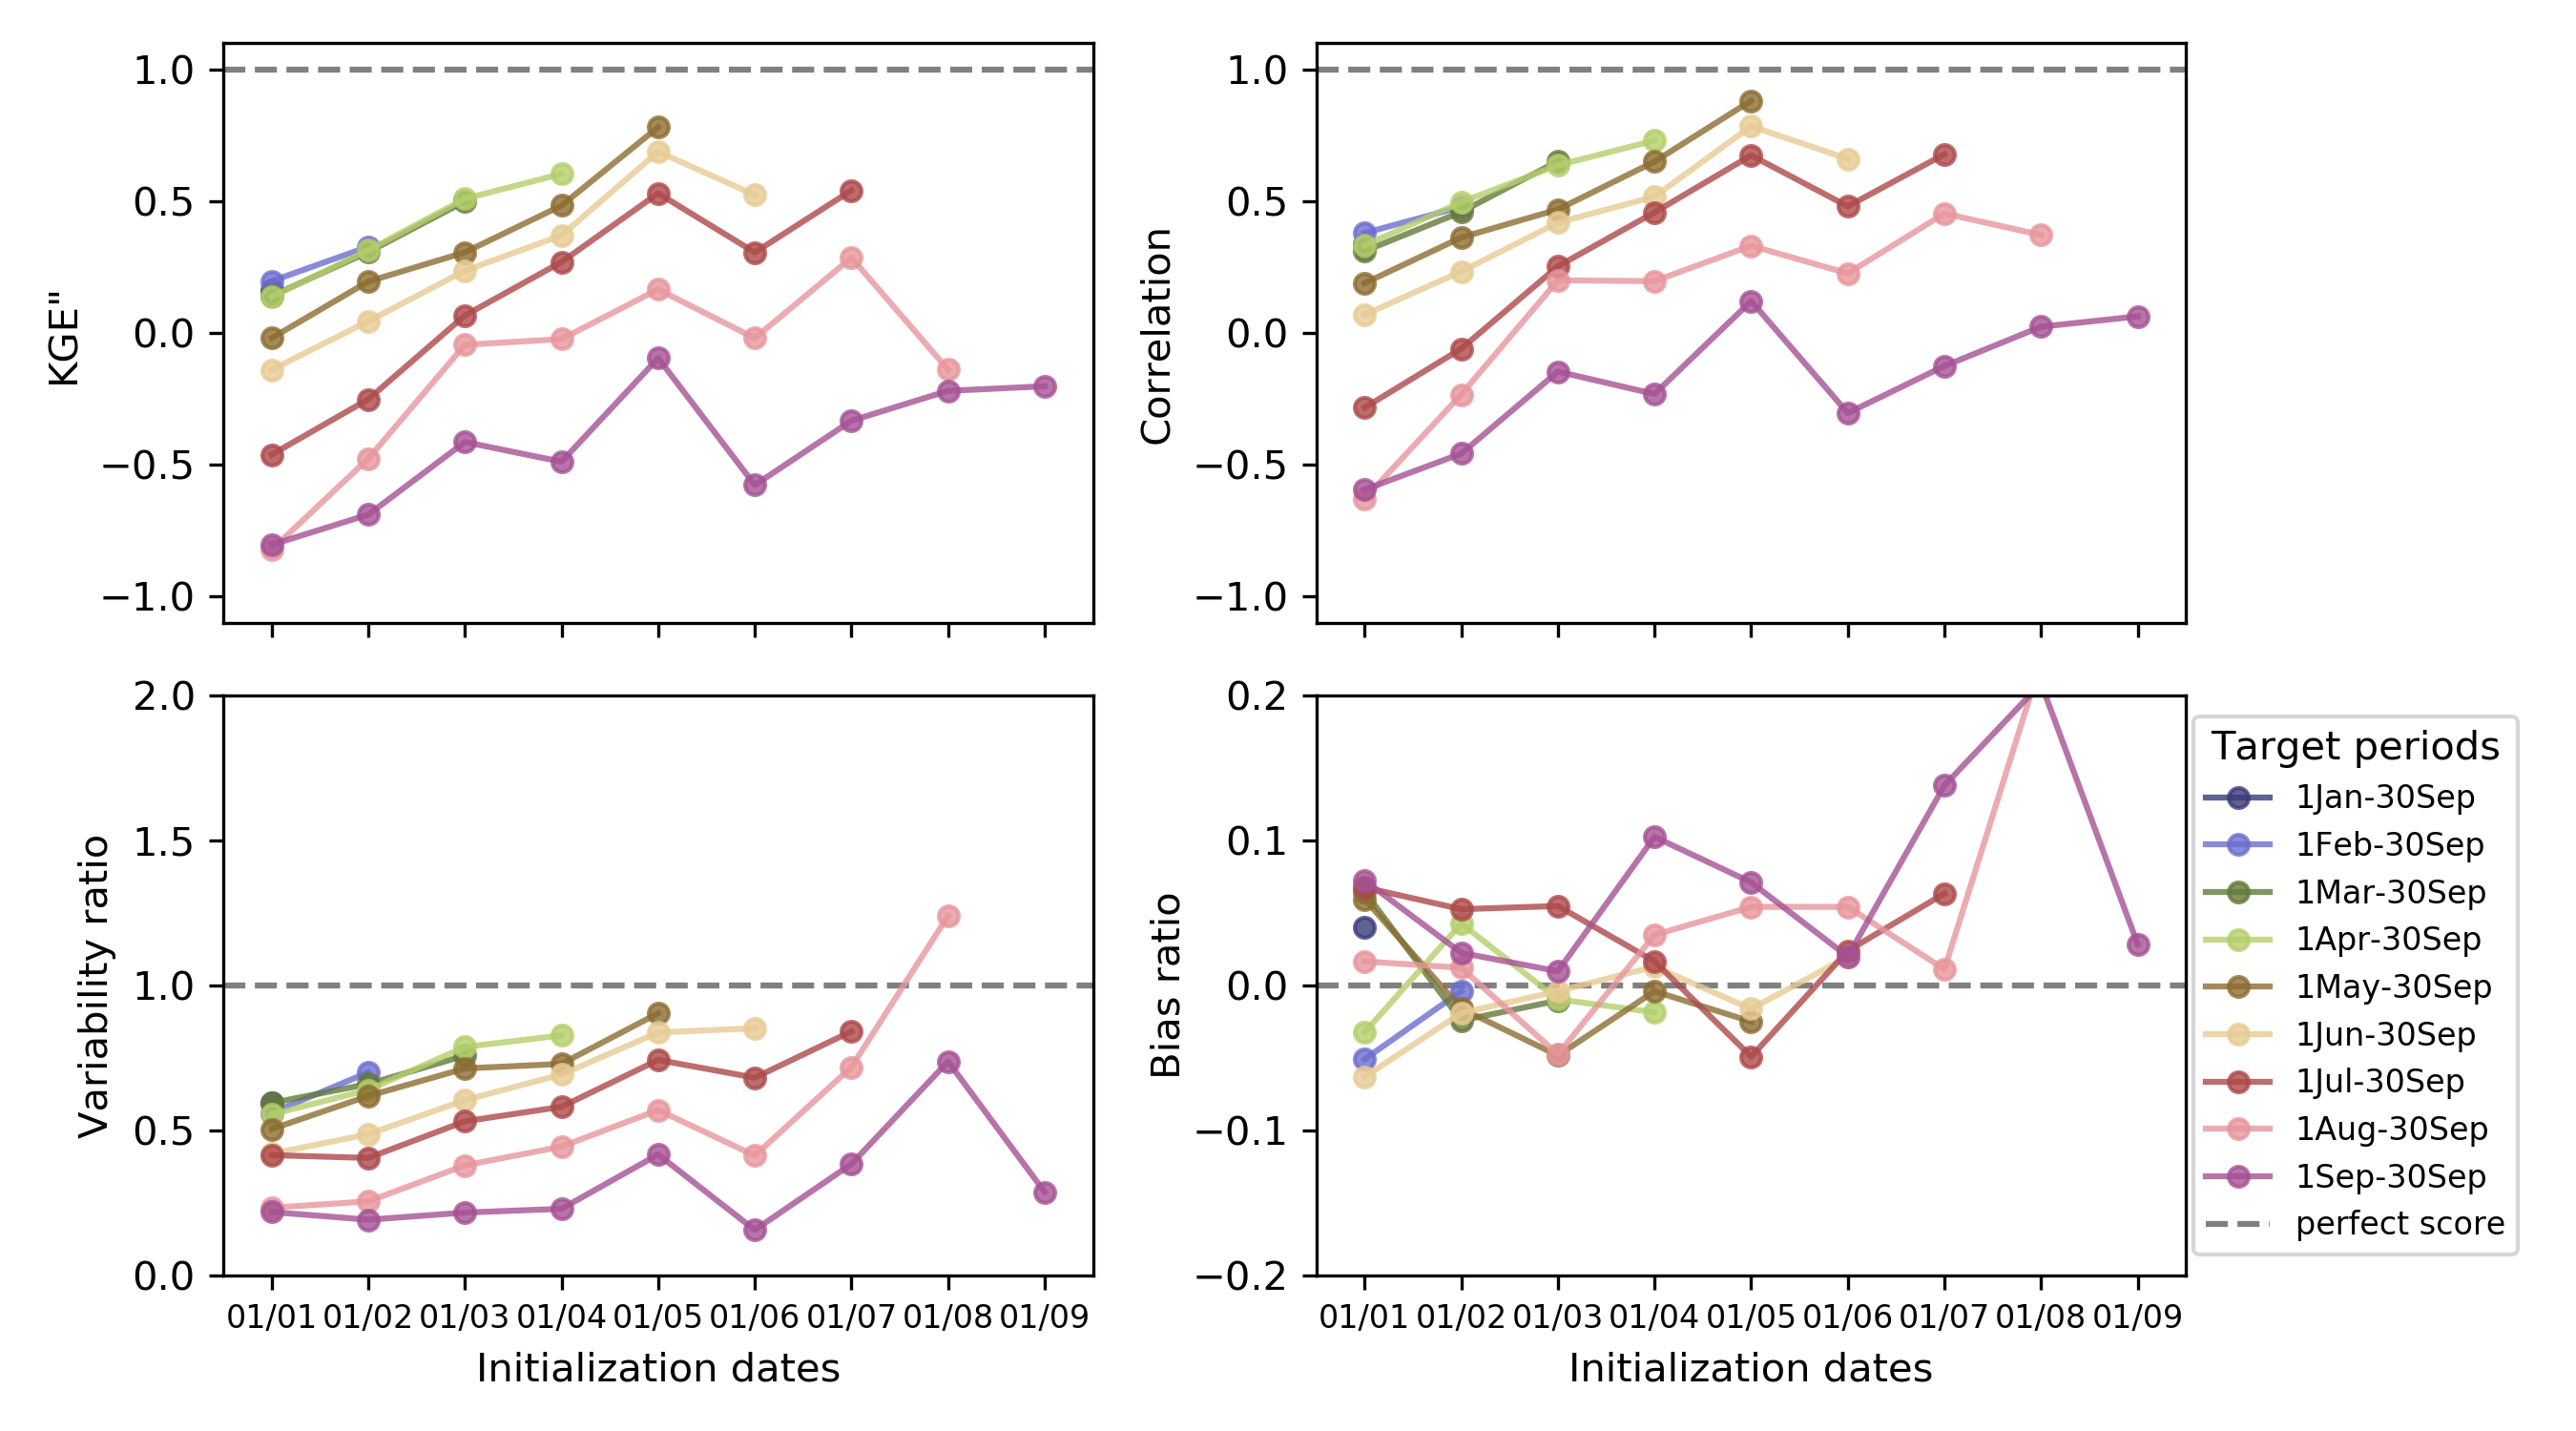 1.0
0.5
0.0
−0.5
−1.0
KGE"
1.0
0.5
0.0
−0.5
−1.0
Correlation
2.0
1.5
1.0
0.5
0.0
Variability ratio
01/01 01/02 01/03 01/04 01/05 01/06 01/07 01/08 01/09
Initialization dates
0.2
0.1
0.0
−0.1
−0.2
Bias ratio
01/01 01/02 01/03 01/04 01/05 01/06 01/07 01/08 01/09
Initialization dates
Target periods
1Jan-30Sep
1Feb-30Sep
1Mar-30Sep
1Apr-30Sep
1May-30Sep
1Jun-30Sep
1Jul-30Sep
1Aug-30Sep
1Sep-30Sep
perfect score